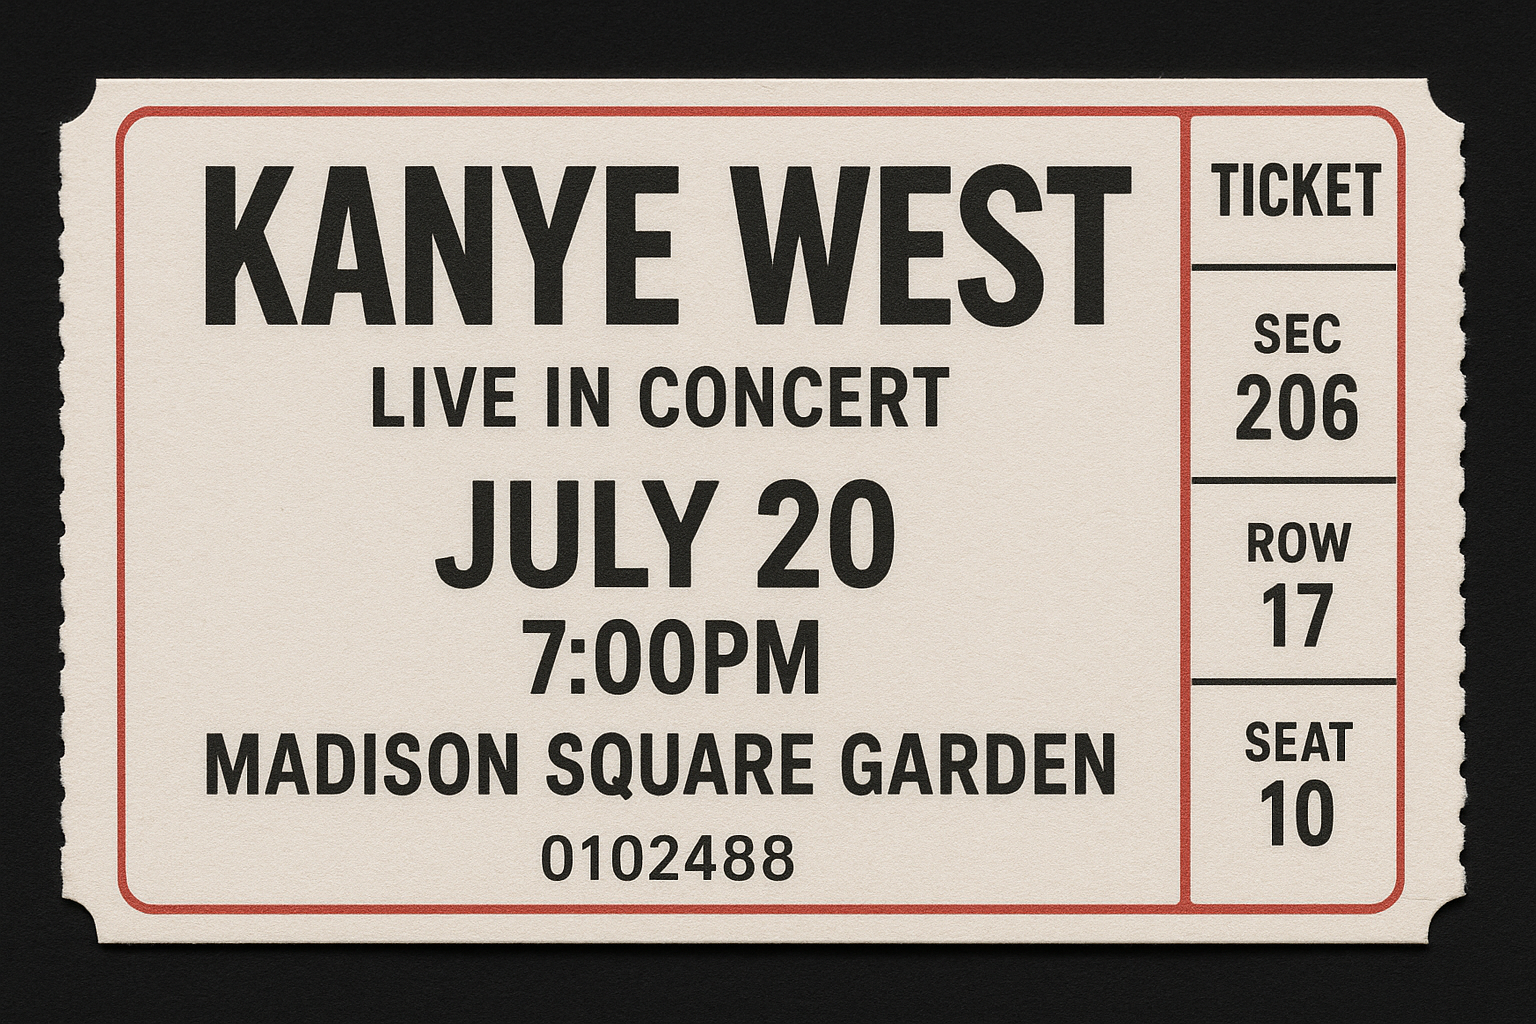 KANYE WEST
LIVE IN CONCERT
JULY 20
7:00PM
MADISON SQUARE GARDEN
0102488
TICKET
SEC
206
ROW
17
SEAT
10